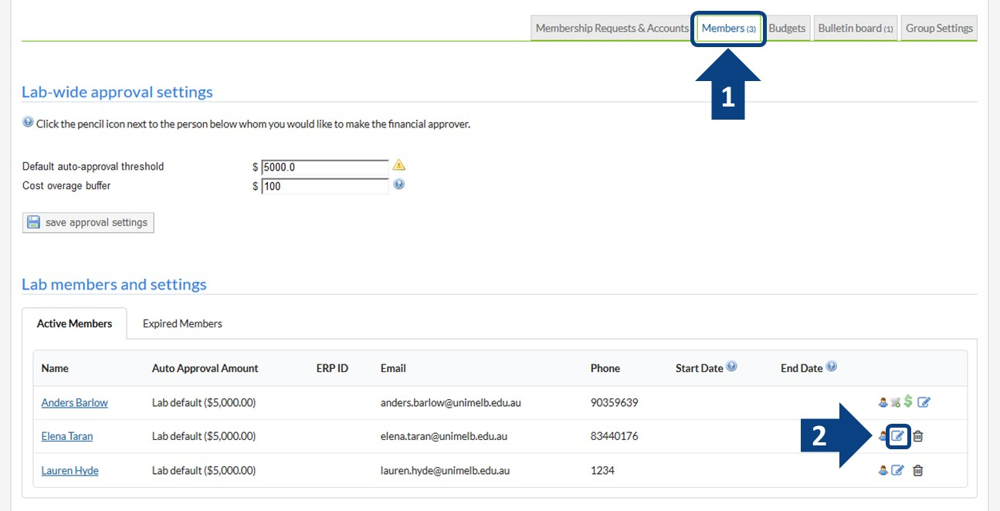 Membership Requests & Accounts Members (3) Budgets Bulletin board (1) Group Settings
1
Lab-wide approval settings
Click the pencil icon next to the person below whom you would like to make the financial approver.
Default auto-approval threshold $ 5000.0
Cost overage buffer $ 100
save approval settings
Lab members and settings
Active Members Expired Members
Name Auto Approval Amount ERP ID Email Phone Start Date End Date
Anders Barlow Lab default ($5,000.00) anders.barlow@unimelb.edu.au 90359639
Elena Taran Lab default ($5,000.00) elena.taran@unimelb.edu.au 83440176 2
Lauren Hyde Lab default ($5,000.00) lauren.hyde@unimelb.edu.au 1234